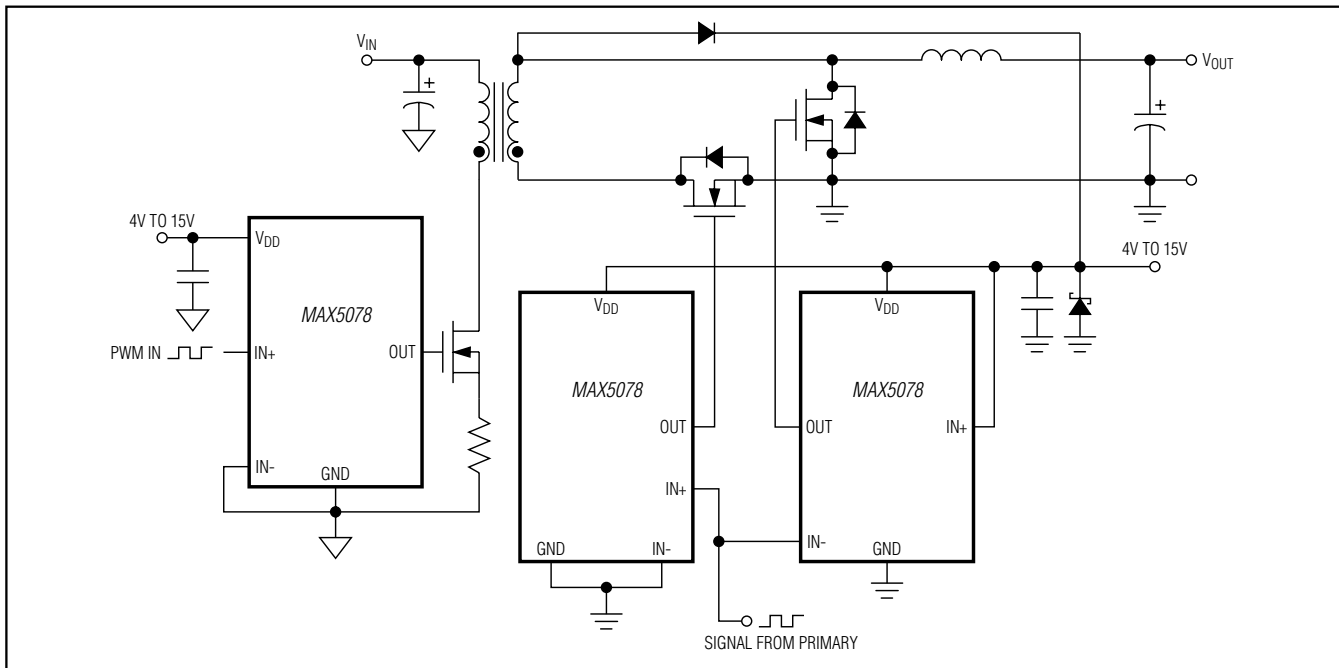 VIN
+
VOUT
+
4V TO 15V
VDD
MAX5078
PWM IN
IN+
OUT
IN-
GND
4V TO 15V
VDD
MAX5078
OUT
IN+
GND
IN-
VDD
MAX5078
OUT
IN+
IN-
GND
SIGNAL FROM PRIMARY